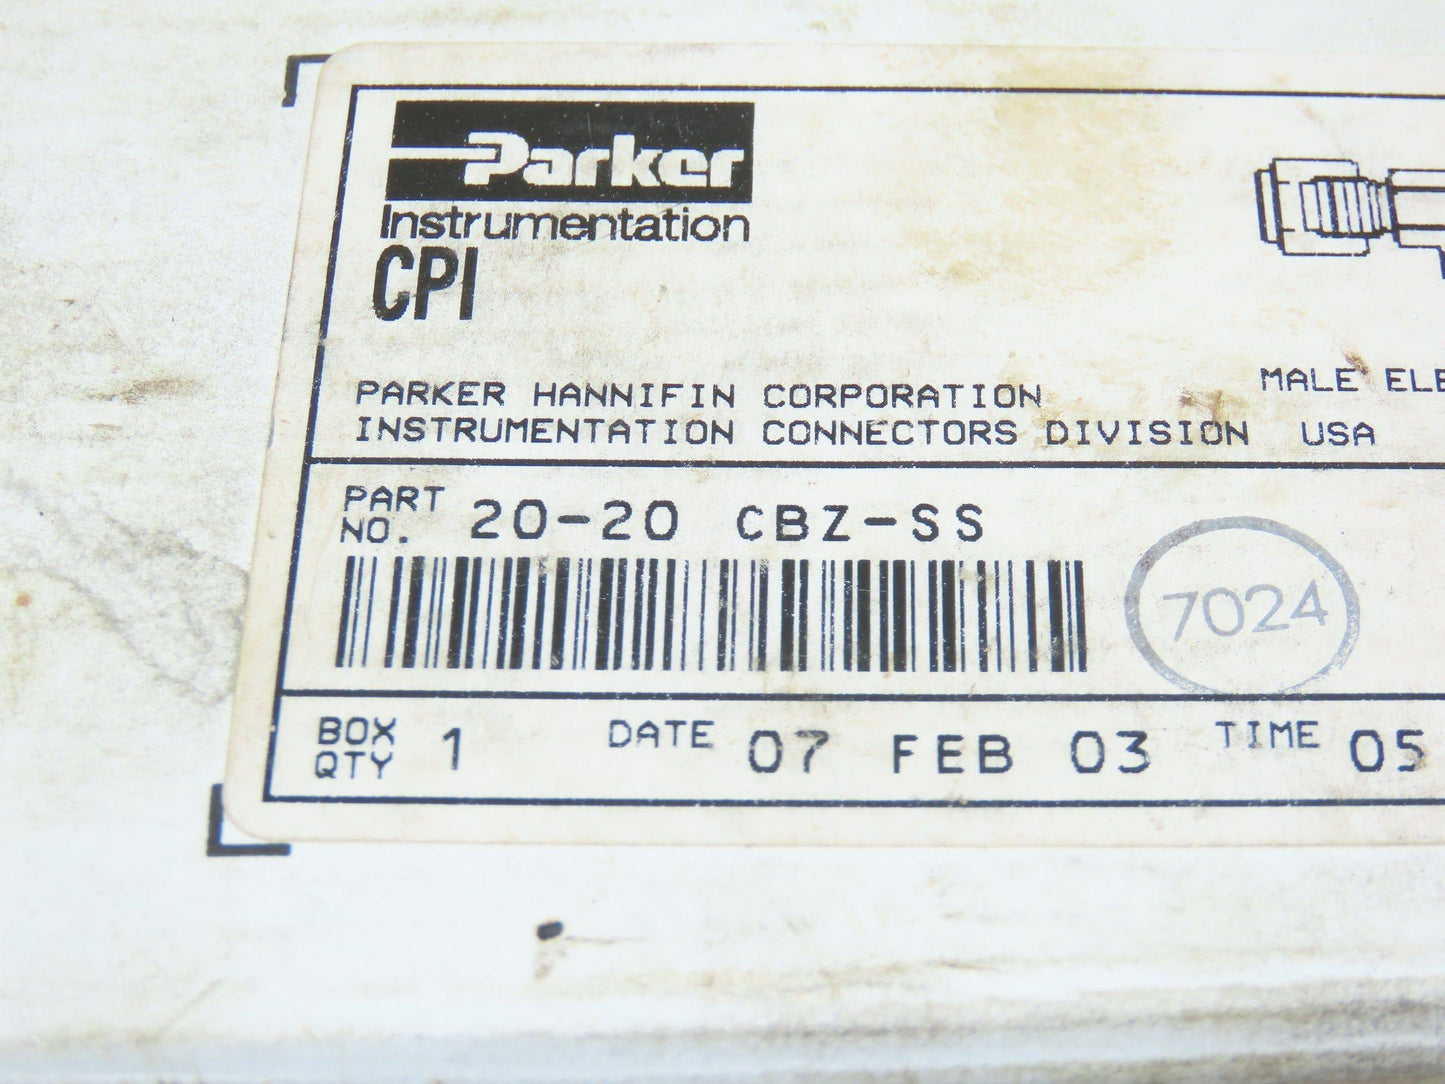 Parker
Instrumentation
CPI
PARKER HANNIFIN CORPORATION
INSTRUMENTATION CONNECTORS DIVISION USA
MALE ELB
PART NO. 20-20 CBZ-SS
7024
BOX QTY 1 DATE 07 FEB 03 TIME 05